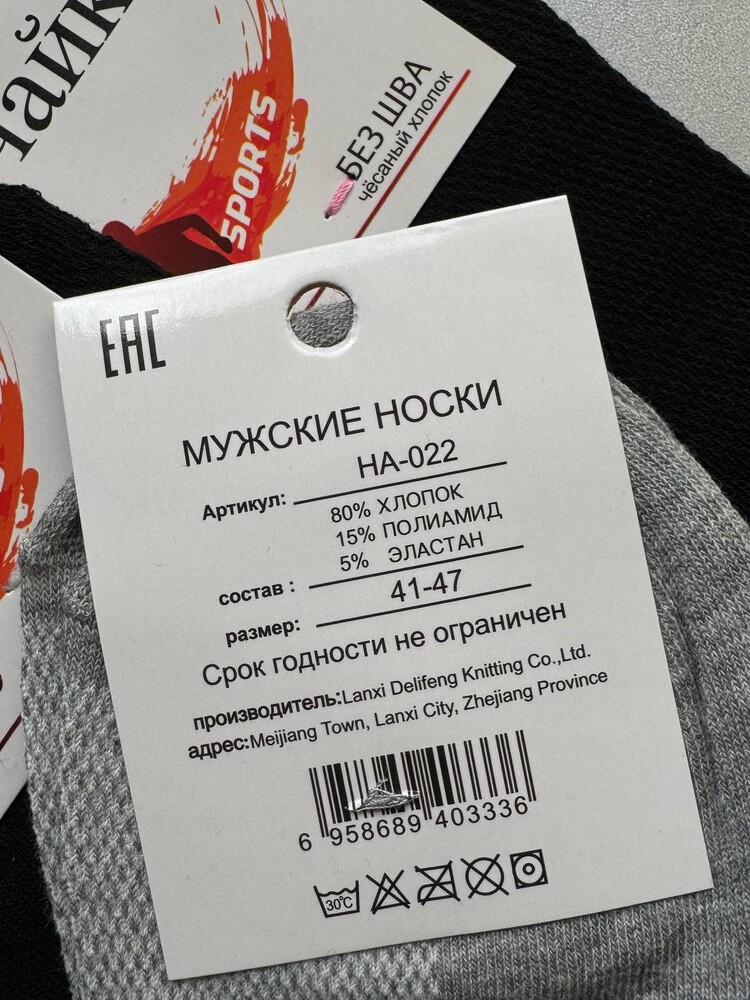 SPORTS
БЕЗ ШВА
чёсаный хлопок
EAC
МУЖСКИЕ НОСКИ
Артикул: HA-022
80% ХЛОПОК
15% ПОЛИАМИД
5% ЭЛАСТАН
состав :
размер: 41-47
Срок годности не ограничен
производитель:Lanxi Delifeng Knitting Co.,Ltd.
адрес:Meijiang Town, Lanxi City, Zhejiang Province
6 958689 403336
30°C